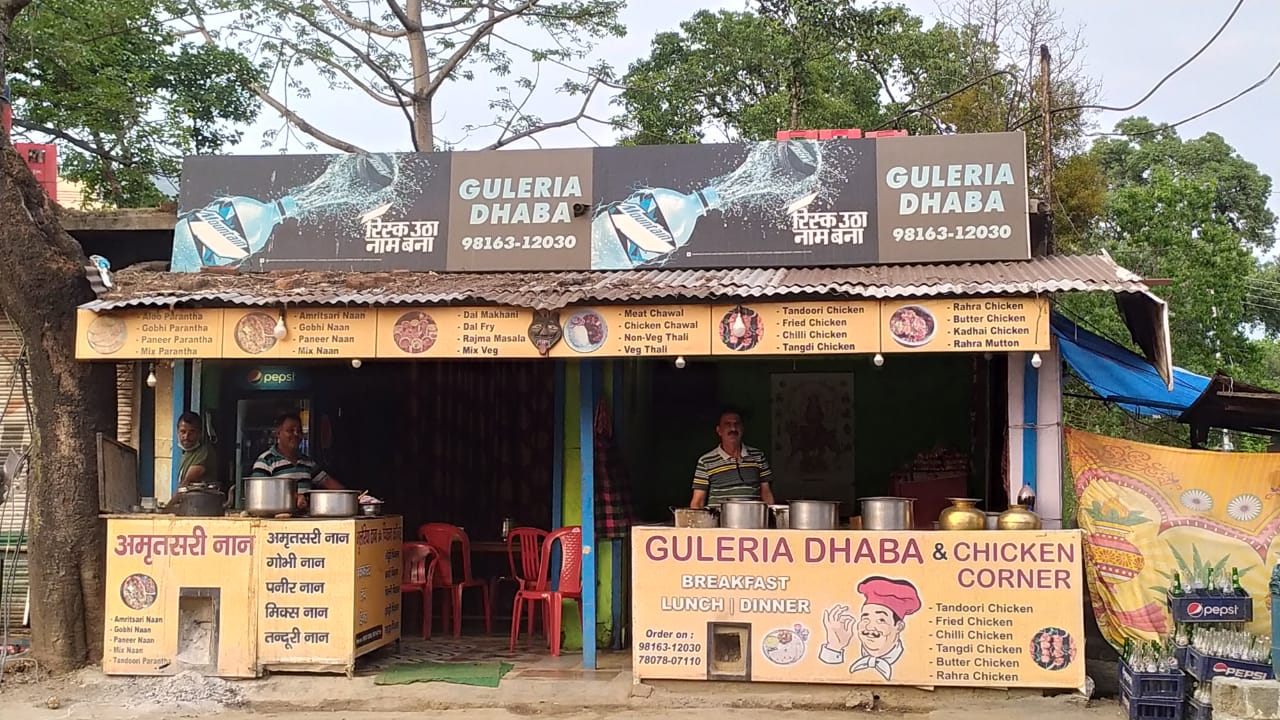 रिस्क उठा
नाम बना
GULERIA
DHABA
98163-12030
रिस्क उठा
नाम बना
GULERIA
DHABA
98163-12030
- Aloo Parantha
- Gobhi Parantha
- Paneer Parantha
- Mix Parantha
- Amritsari Naan
- Gobhi Naan
- Paneer Naan
- Mix Naan
- Dal Makhani
- Dal Fry
- Rajma Masala
- Mix Veg
- Meat Chawal
- Chicken Chawal
- Non-Veg Thali
- Veg Thali
- Tandoori Chicken
- Fried Chicken
- Chilli Chicken
- Tangdi Chicken
- Rahra Chicken
- Butter Chicken
- Kadhai Chicken
- Rahra Mutton
pepsi
अमृतसरी नान
- Amritsari Naan
- Gobhi Naan
- Paneer Naan
- Mix Naan
- Tandoori Parantha
अमृतसरी नान
गोभी नान
पनीर नान
मिक्स नान
तन्दूरी नान
GULERIA DHABA & CHICKEN
CORNER
BREAKFAST
LUNCH | DINNER
Order on :
98163-12030
78078-07110
- Tandoori Chicken
- Fried Chicken
- Chilli Chicken
- Tangdi Chicken
- Butter Chicken
- Rahra Chicken
pepsi
PEPSI